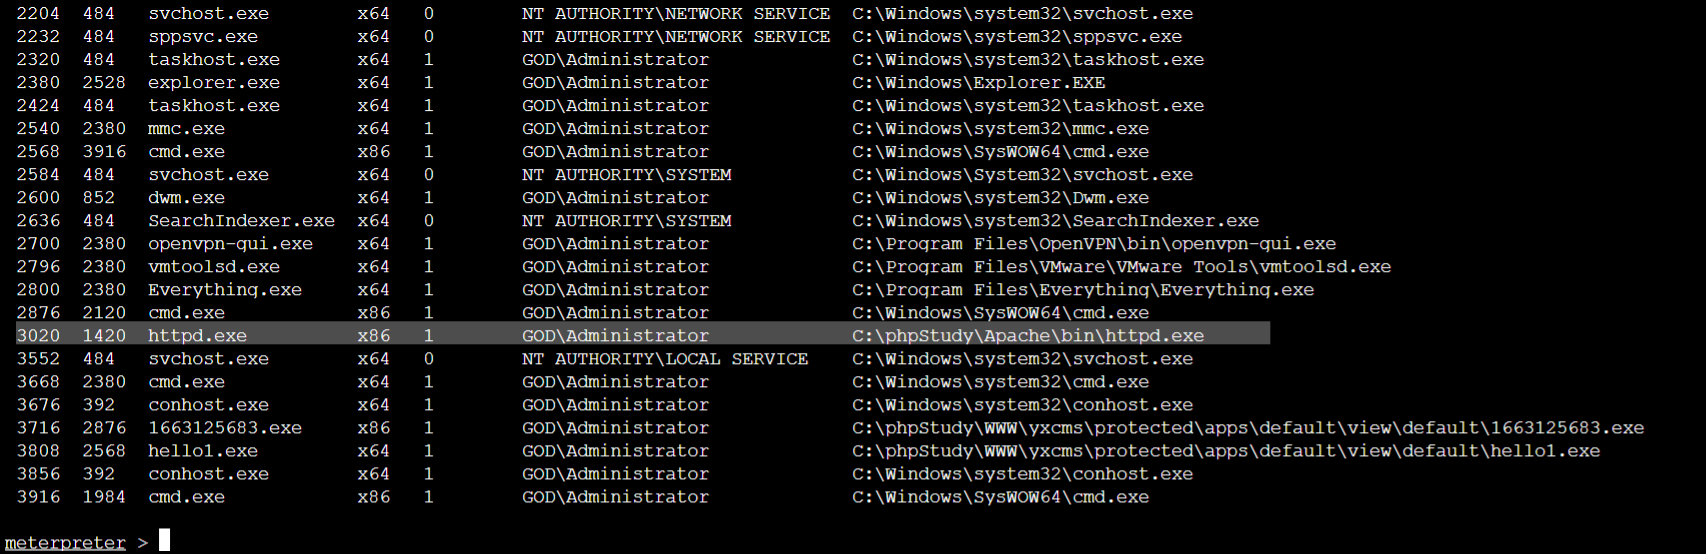 2204 484 svchost.exe x64 0 NT AUTHORITY\NETWORK SERVICE C:\Windows\system32\svchost.exe
2232 484 sppsvc.exe x64 0 NT AUTHORITY\NETWORK SERVICE C:\Windows\system32\sppsvc.exe
2320 484 taskhost.exe x64 1 GOD\Administrator C:\Windows\system32\taskhost.exe
2380 2528 explorer.exe x64 1 GOD\Administrator C:\Windows\Explorer.EXE
2424 484 taskhost.exe x64 1 GOD\Administrator C:\Windows\system32\taskhost.exe
2540 2380 mmc.exe x64 1 GOD\Administrator C:\Windows\system32\mmc.exe
2568 3916 cmd.exe x86 1 GOD\Administrator C:\Windows\SysWOW64\cmd.exe
2584 484 svchost.exe x64 0 NT AUTHORITY\SYSTEM C:\Windows\System32\svchost.exe
2600 852 dwm.exe x64 1 GOD\Administrator C:\Windows\system32\Dwm.exe
2636 484 SearchIndexer.exe x64 0 NT AUTHORITY\SYSTEM C:\Windows\system32\SearchIndexer.exe
2700 2380 openvpn-gui.exe x64 1 GOD\Administrator C:\Program Files\OpenVPN\bin\openvpn-gui.exe
2796 2380 vmtoolsd.exe x64 1 GOD\Administrator C:\Program Files\VMware\VMware Tools\vmtoolsd.exe
2800 2380 Everything.exe x64 1 GOD\Administrator C:\Program Files\Everything\Everything.exe
2876 2120 cmd.exe x86 1 GOD\Administrator C:\Windows\SysWOW64\cmd.exe
3020 1420 httpd.exe x86 1 GOD\Administrator C:\phpStudy\Apache\bin\httpd.exe
3552 484 svchost.exe x64 0 NT AUTHORITY\LOCAL SERVICE C:\Windows\system32\svchost.exe
3668 2380 cmd.exe x64 1 GOD\Administrator C:\Windows\system32\cmd.exe
3676 392 conhost.exe x64 1 GOD\Administrator C:\Windows\system32\conhost.exe
3716 2876 1663125683.exe x86 1 GOD\Administrator C:\phpStudy\WWW\yxcms\protected\apps\default\view\default\1663125683.exe
3808 2568 hello1.exe x86 1 GOD\Administrator C:\phpStudy\WWW\yxcms\protected\apps\default\view\default\hello1.exe
3856 392 conhost.exe x64 1 GOD\Administrator C:\Windows\system32\conhost.exe
3916 1984 cmd.exe x86 1 GOD\Administrator C:\Windows\SysWOW64\cmd.exe
meterpreter >